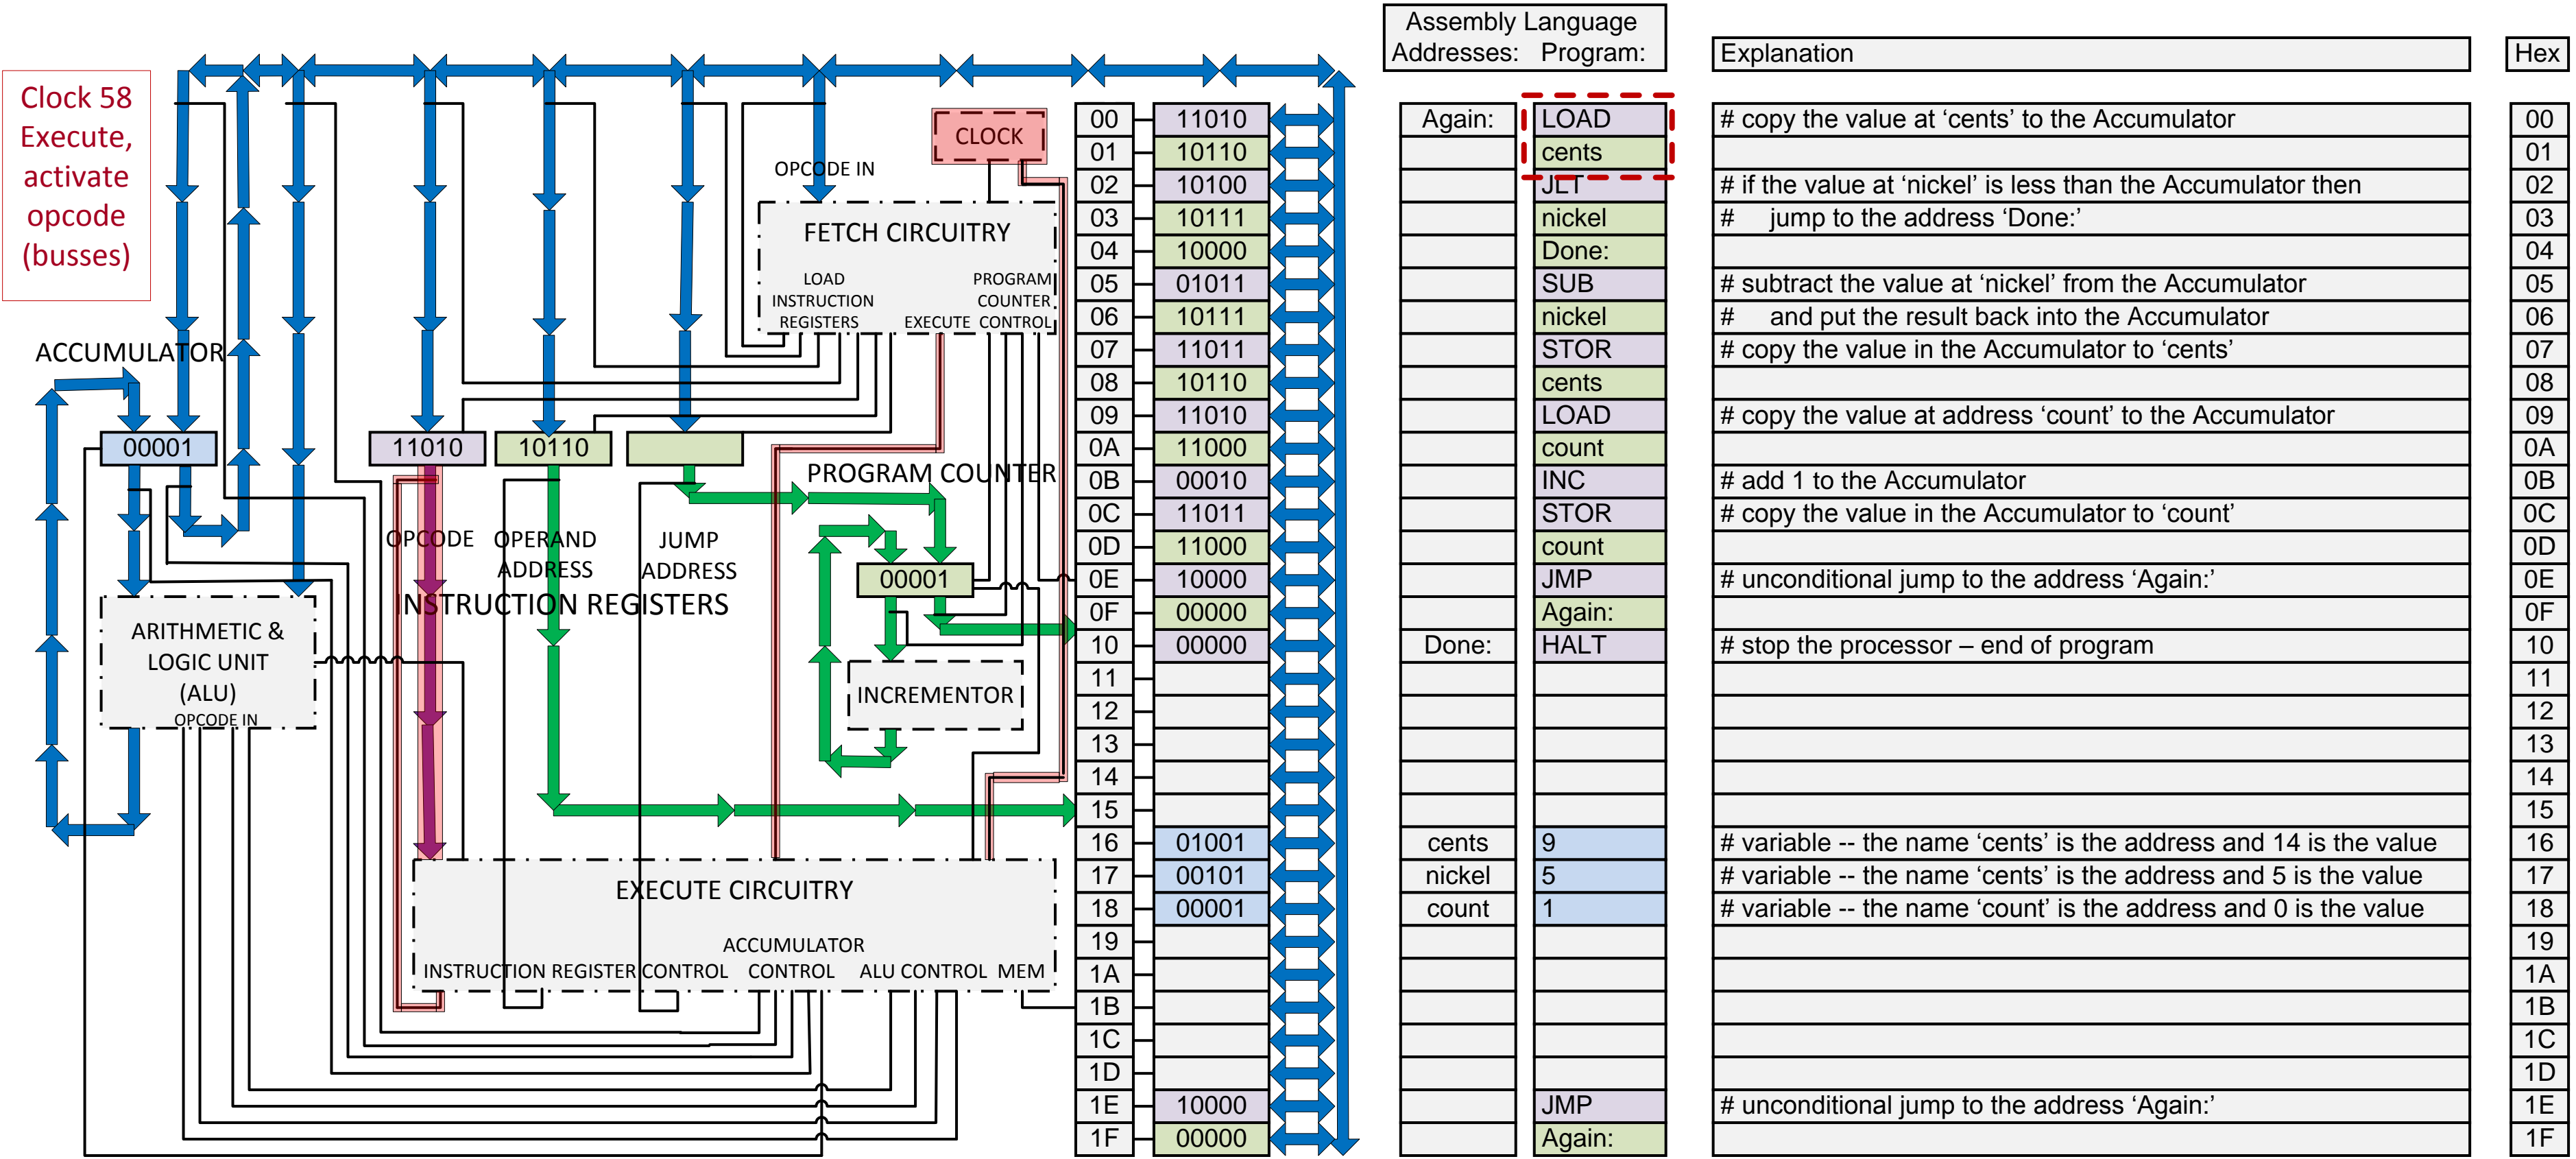 Assembly Language
Addresses: Program:
Explanation
Hex
Clock 58
Execute,
activate
opcode
(busses)
CLOCK
OPCODE IN
FETCH CIRCUITRY
LOAD
INSTRUCTION
REGISTERS
EXECUTE
PROGRAM
COUNTER
CONTROL
ACCUMULATOR
00001
11010
10110
PROGRAM COUNTER
OPCODE
OPERAND
ADDRESS
JUMP
ADDRESS
INSTRUCTION REGISTERS
00001
INCREMENTOR
ARITHMETIC &
LOGIC UNIT
(ALU)
OPCODE IN
EXECUTE CIRCUITRY
INSTRUCTION REGISTER CONTROL
ACCUMULATOR
CONTROL
ALU CONTROL
MEM
00 11010 Again: LOAD # copy the value at ‘cents’ to the Accumulator 00
01 10110 cents 01
02 10100 JLT # if the value at ‘nickel’ is less than the Accumulator then 02
03 10111 nickel # jump to the address ‘Done:’ 03
04 10000 Done: 04
05 01011 SUB # subtract the value at ‘nickel’ from the Accumulator 05
06 10111 nickel # and put the result back into the Accumulator 06
07 11011 STOR # copy the value in the Accumulator to ‘cents’ 07
08 10110 cents 08
09 11010 LOAD # copy the value at address ‘count’ to the Accumulator 09
0A 11000 count 0A
0B 00010 INC # add 1 to the Accumulator 0B
0C 11011 STOR # copy the value in the Accumulator to ‘count’ 0C
0D 11000 count 0D
0E 10000 JMP # unconditional jump to the address ‘Again:’ 0E
0F 00000 Again: 0F
10 00000 Done: HALT # stop the processor – end of program 10
11 11
12 12
13 13
14 14
15 15
16 01001 cents 9 # variable -- the name ‘cents’ is the address and 14 is the value 16
17 00101 nickel 5 # variable -- the name ‘cents’ is the address and 5 is the value 17
18 00001 count 1 # variable -- the name ‘count’ is the address and 0 is the value 18
19 19
1A 1A
1B 1B
1C 1C
1D 1D
1E 10000 JMP # unconditional jump to the address ‘Again:’ 1E
1F 00000 Again: 1F